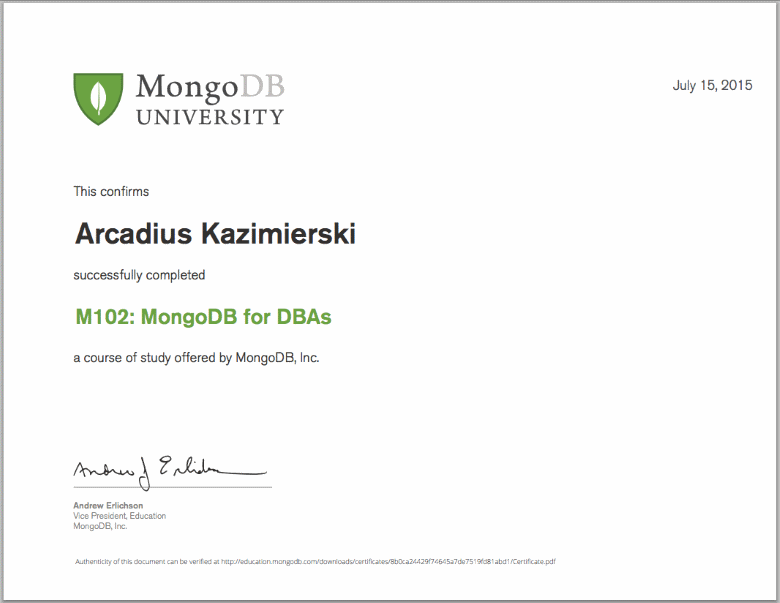 MongoDB
UNIVERSITY
July 15, 2015
This confirms
Arcadius Kazimierski
successfully completed
M102: MongoDB for DBAs
a course of study offered by MongoDB, Inc.
Andrew J Erlichson
Andrew Erlichson
Vice President, Education
MongoDB, Inc.
Authenticity of this document can be verified at http://education.mongodb.com/downloads/certificates/8b0ca24429f74645a7de7519fd81abd1/Certificate.pdf